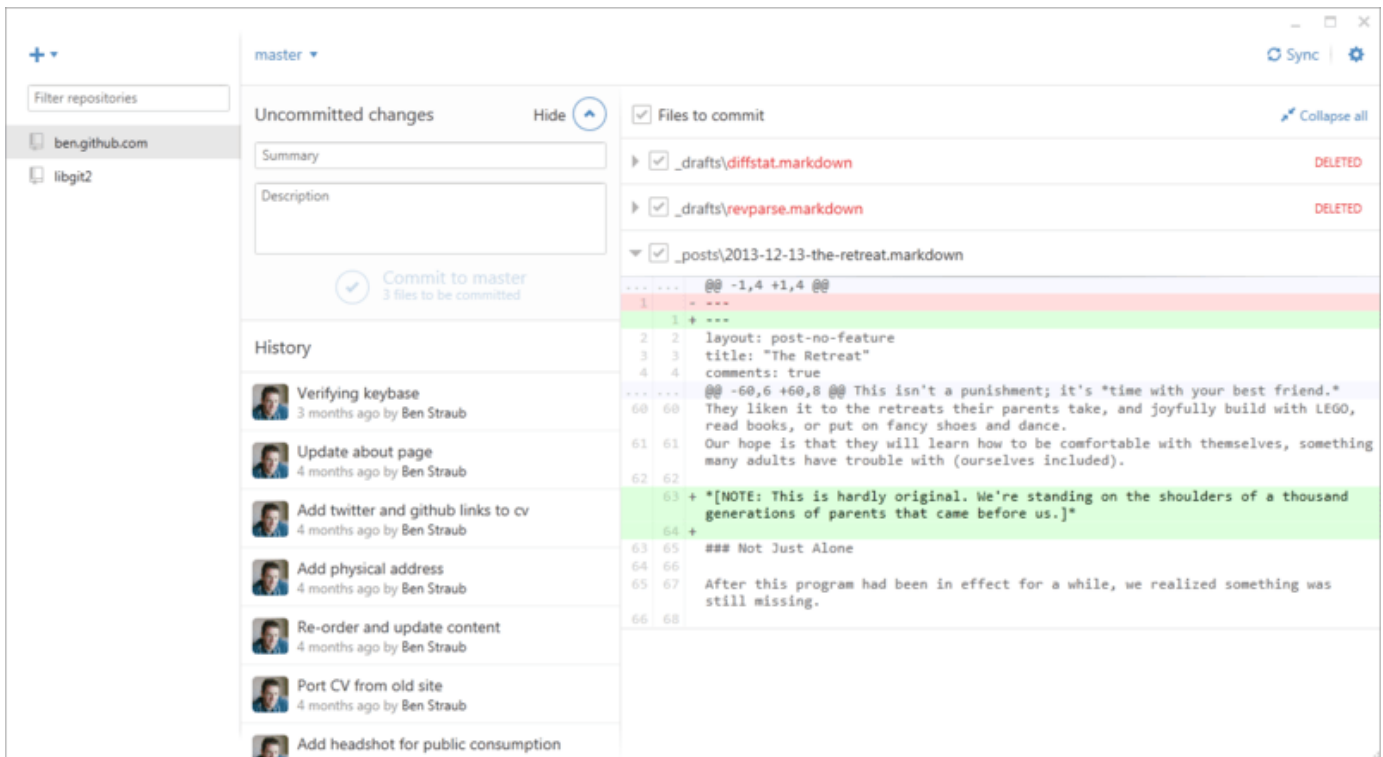 master
Sync
Filter repositories
ben.github.com
libgit2
Uncommitted changes
Hide
Summary
Description
Commit to master
3 files to be committed
History
Verifying keybase
3 months ago by Ben Straub
Update about page
4 months ago by Ben Straub
Add twitter and github links to cv
4 months ago by Ben Straub
Add physical address
4 months ago by Ben Straub
Re-order and update content
4 months ago by Ben Straub
Port CV from old site
4 months ago by Ben Straub
Add headshot for public consumption
Files to commit
Collapse all
_drafts\diffstat.markdown DELETED
_drafts\revparse.markdown DELETED
_posts\2013-12-13-the-retreat.markdown
... ... @@ -1,4 +1,4 @@
1 - ---
1 + ---
2 2 layout: post-no-feature
3 3 title: "The Retreat"
4 4 comments: true
... ... @@ -60,6 +60,8 @@ This isn't a punishment; it's *time with your best friend.*
60 60 They liken it to the retreats their parents take, and joyfully build with LEGO,
read books, or put on fancy shoes and dance.
61 61 Our hope is that they will learn how to be comfortable with themselves, something
many adults have trouble with (ourselves included).
62 62
63 + *[NOTE: This is hardly original. We're standing on the shoulders of a thousand
generations of parents that came before us.]*
64 +
63 65 ### Not Just Alone
64 66
65 67 After this program had been in effect for a while, we realized something was
still missing.
66 68